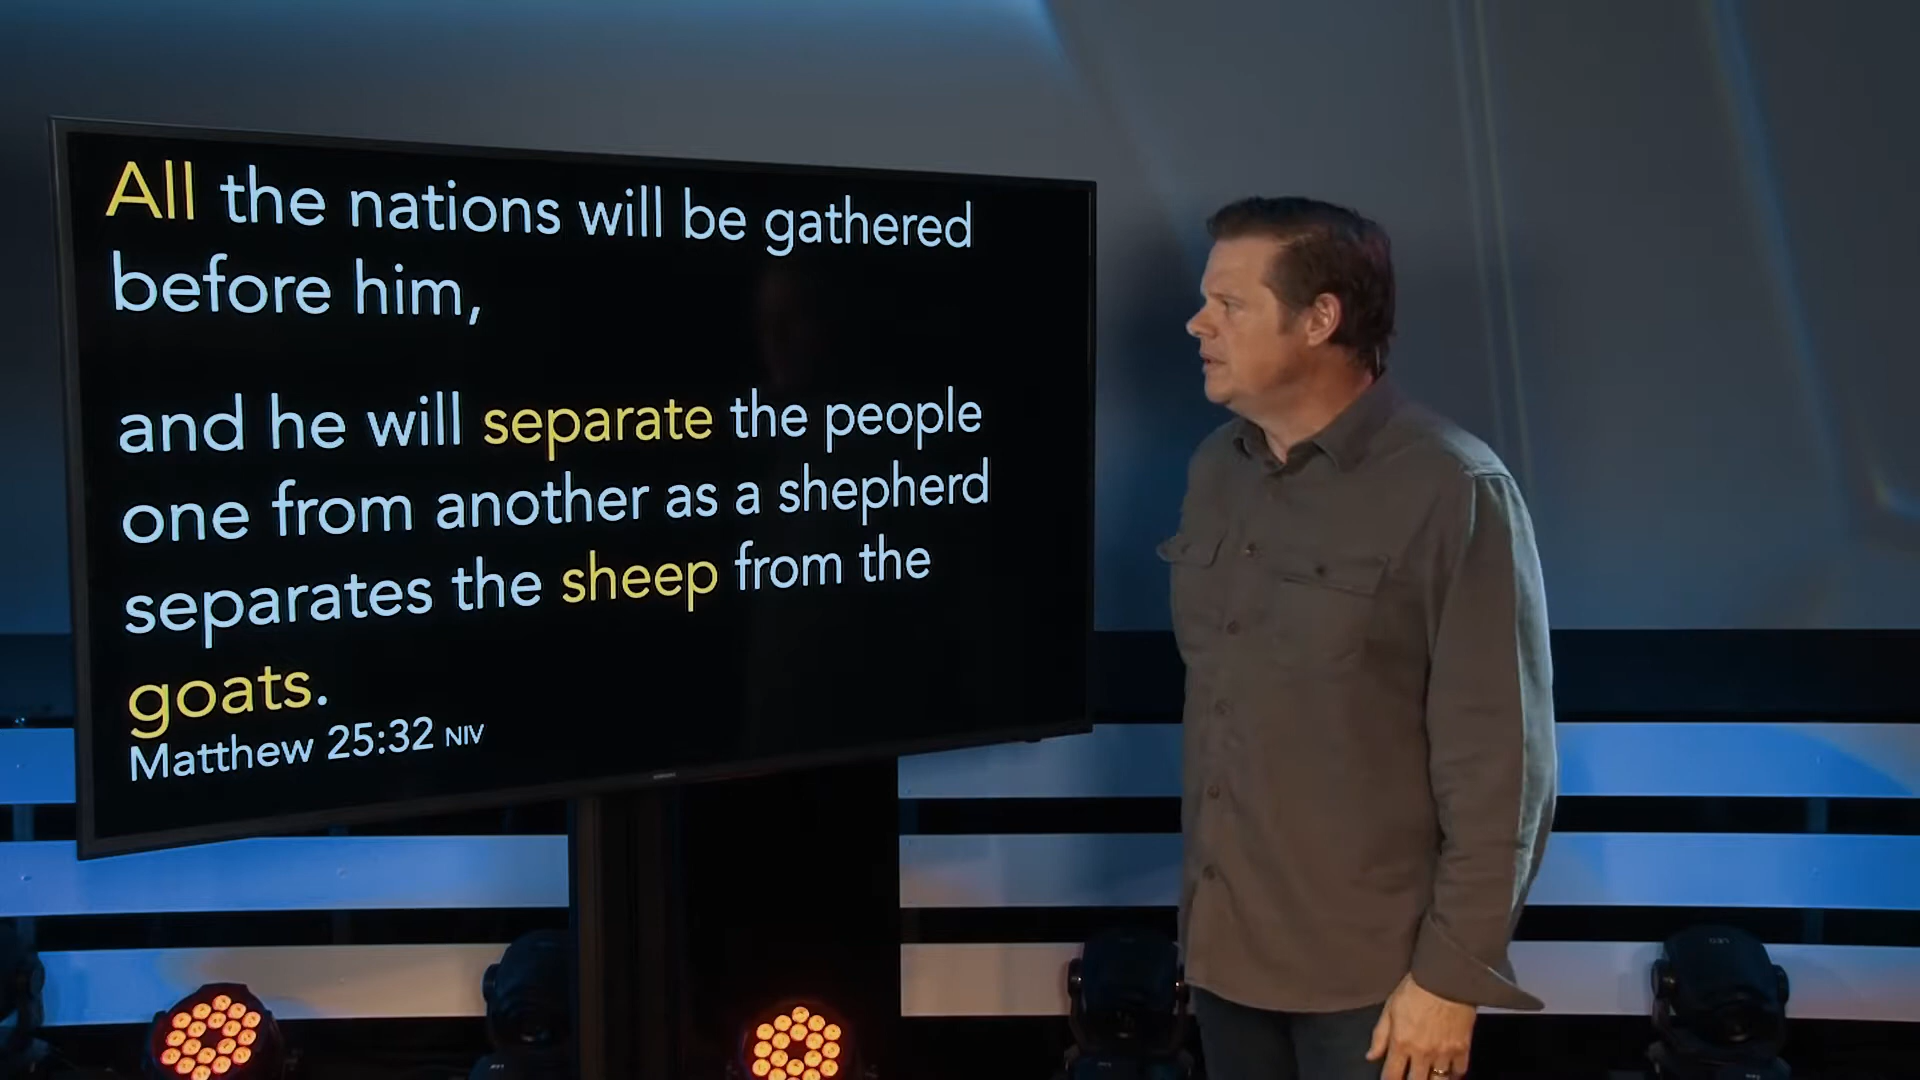 All the nations will be gathered
before him,
and he will separate the people
one from another as a shepherd
separates the sheep from the
goats.
Matthew 25:32 NIV